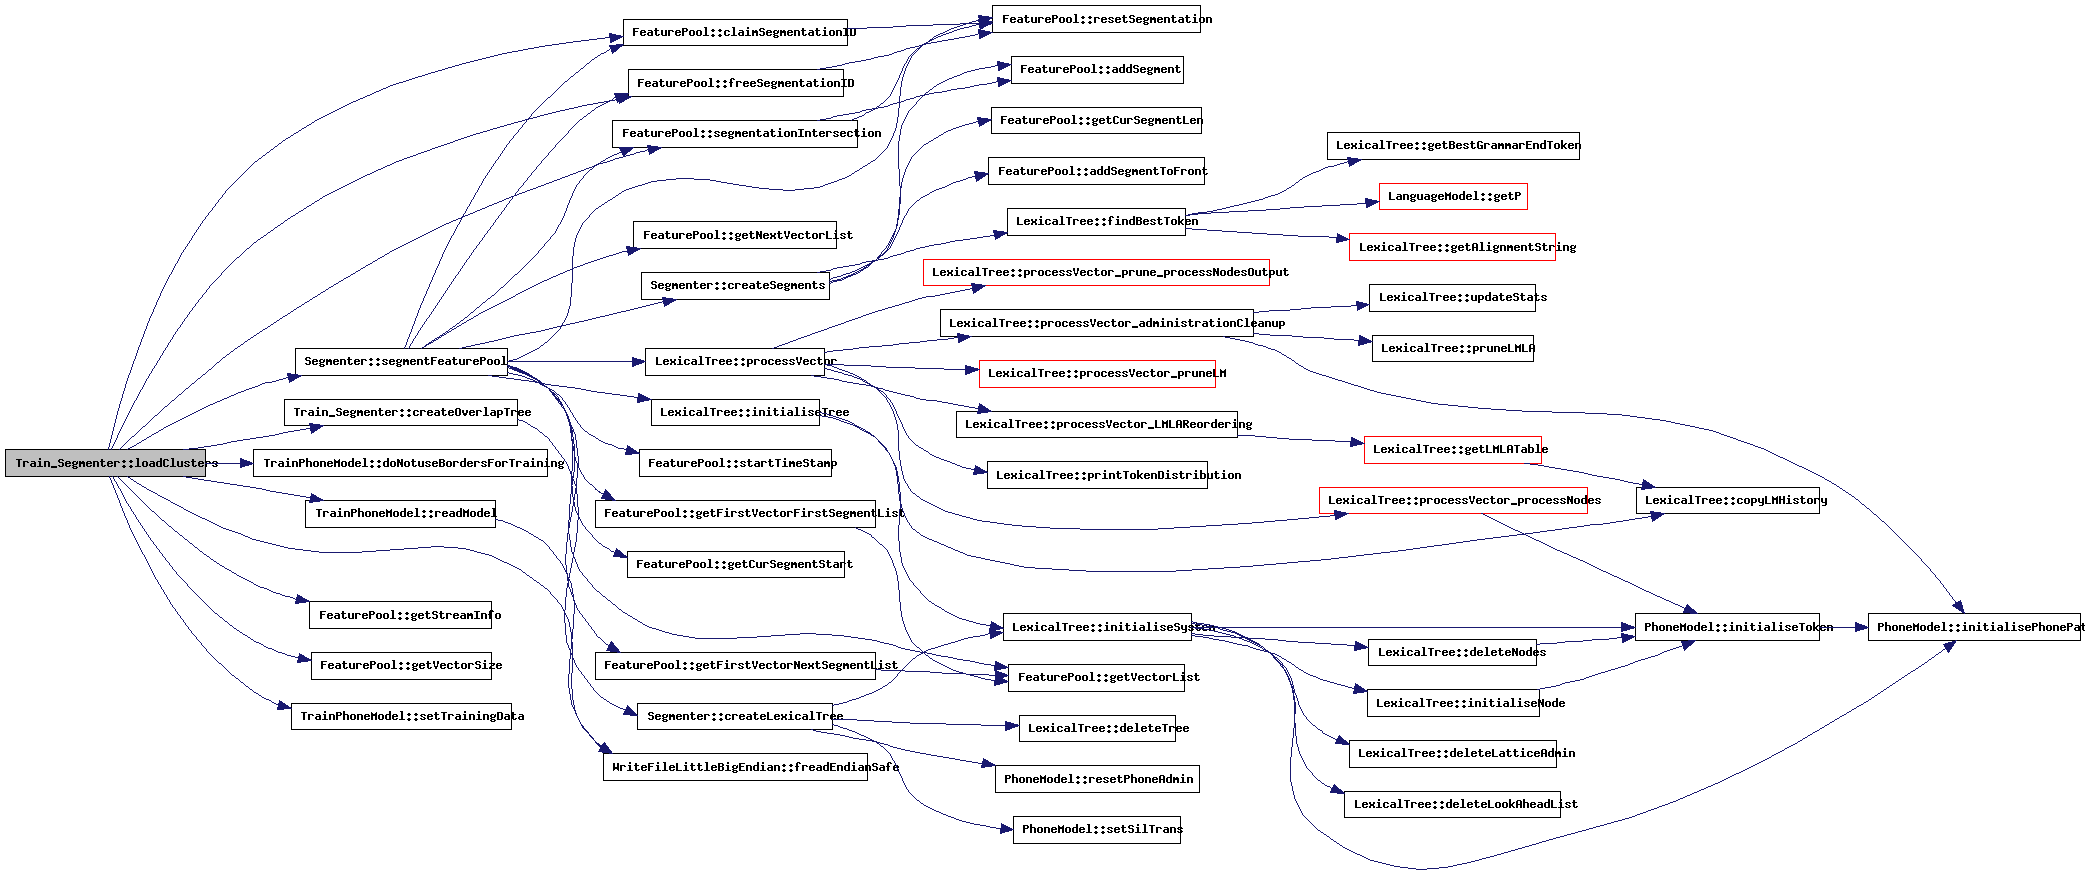 Train_Segmenter::loadClusters
Segmenter::segmentFeaturePool
Train_Segmenter::createOverlapTree
TrainPhoneModel::doNotuseBordersForTraining
TrainPhoneModel::readModel
FeaturePool::getStreamInfo
FeaturePool::getVectorSize
TrainPhoneModel::setTrainingData
FeaturePool::claimSegmentationID
FeaturePool::freeSegmentationID
FeaturePool::segmentationIntersection
FeaturePool::getNextVectorList
Segmenter::createSegments
LexicalTree::processVector
LexicalTree::initialiseTree
FeaturePool::startTimeStamp
FeaturePool::getFirstVectorFirstSegmentList
FeaturePool::getCurSegmentStart
FeaturePool::getFirstVectorNextSegmentList
Segmenter::createLexicalTree
WriteFileLittleBigEndian::freadEndianSafe
FeaturePool::resetSegmentation
FeaturePool::addSegment
FeaturePool::getCurSegmentLen
FeaturePool::addSegmentToFront
LexicalTree::findBestToken
LexicalTree::processVector_prune_processNodesOutput
LexicalTree::processVector_administrationCleanup
LexicalTree::processVector_pruneLM
LexicalTree::processVector_LMLAReordering
LexicalTree::printTokenDistribution
LexicalTree::initialiseSystem
FeaturePool::getVectorList
LexicalTree::deleteTree
PhoneModel::resetPhoneAdmin
PhoneModel::setSilTrans
LexicalTree::getBestGrammarEndToken
LanguageModel::getP
LexicalTree::getAlignmentString
LexicalTree::updateStats
LexicalTree::pruneLMLA
LexicalTree::getLMLATable
LexicalTree::processVector_processNodes
LexicalTree::deleteNodes
LexicalTree::initialiseNode
LexicalTree::deleteLatticeAdmin
LexicalTree::deleteLookAheadList
LexicalTree::copyLMHistory
PhoneModel::initialiseToken
PhoneModel::initialisePhonePat